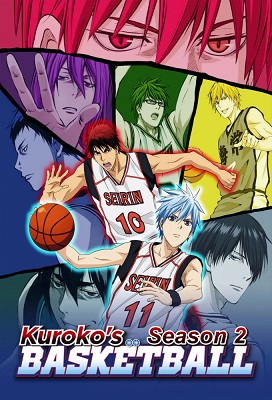 SEIRIN
10
SEIRIN
11
Kuroko's Season 2
BASKETBALL